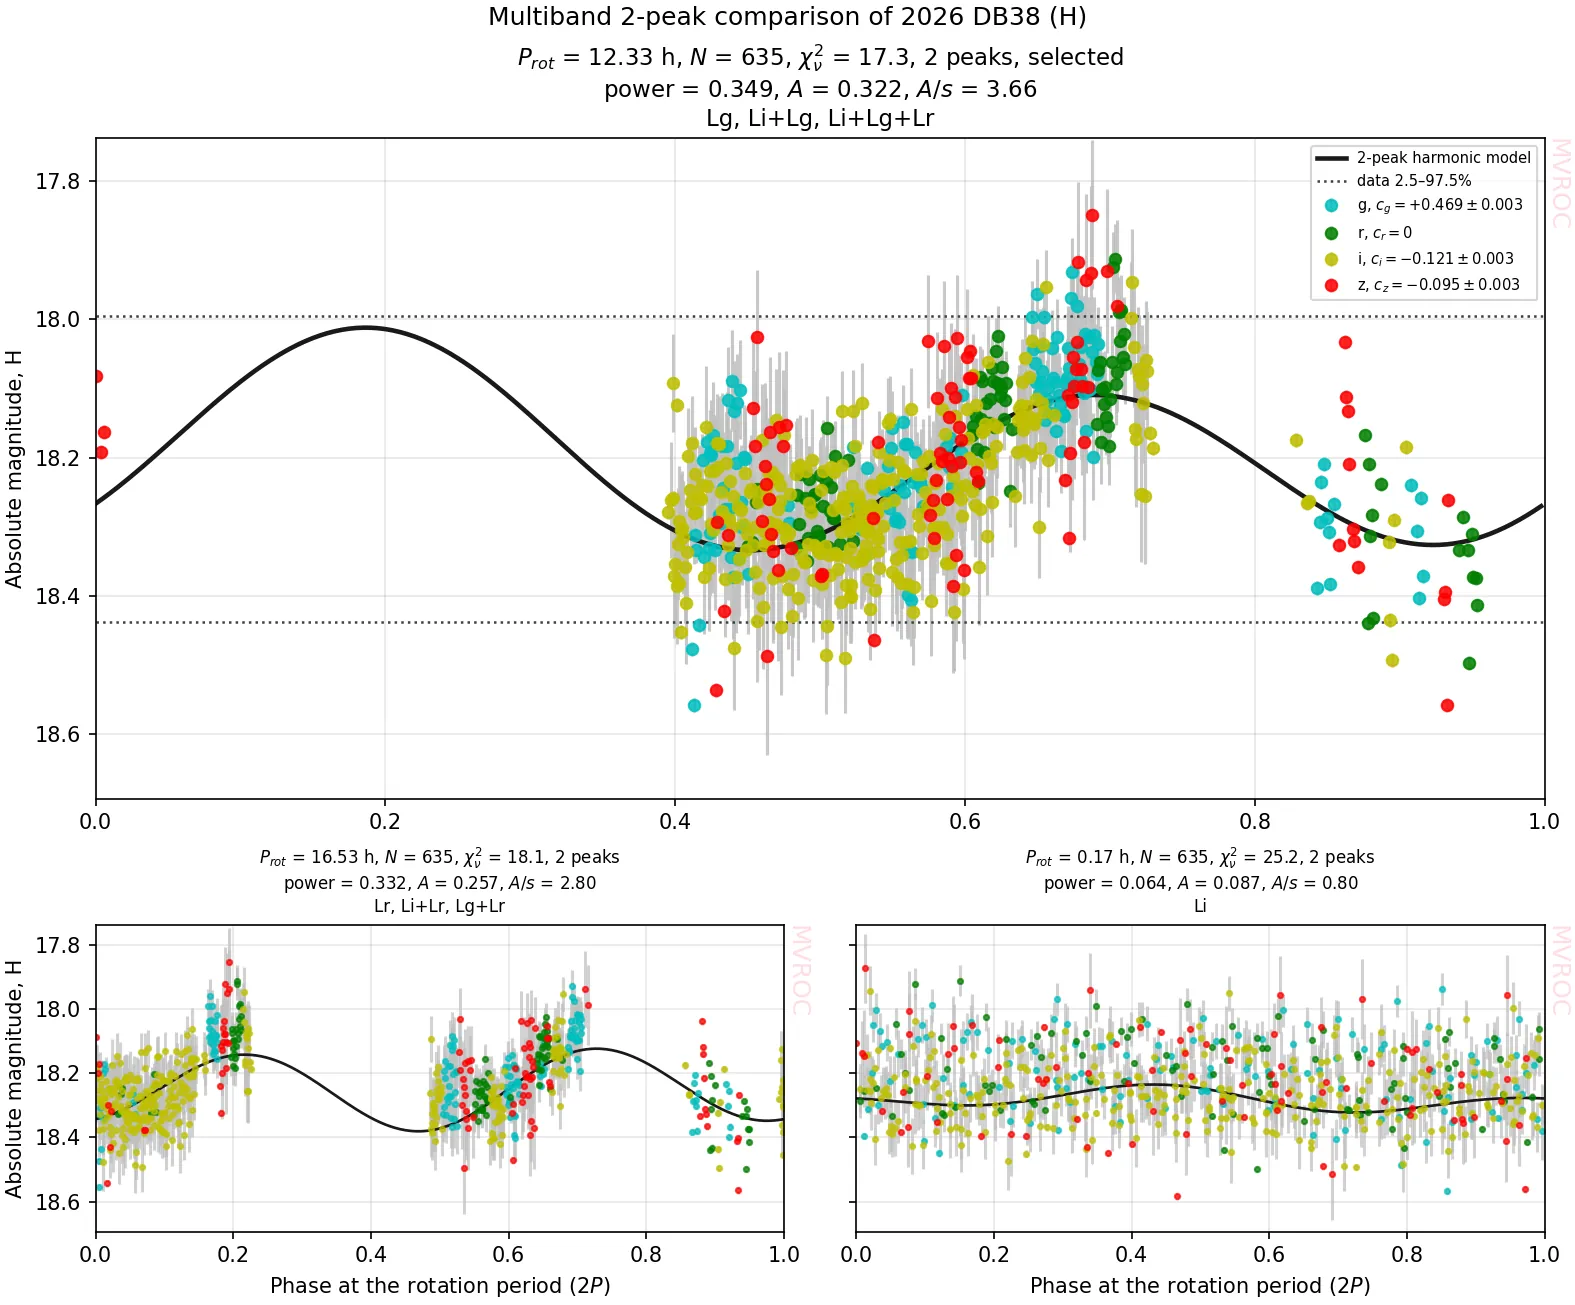 Multiband 2-peak comparison of 2026 DB38 (H)
P_rot = 12.33 h, N = 635, χ²_ν = 17.3, 2 peaks, selected
power = 0.349, A = 0.322, A/s = 3.66
Lg, Li+Lg, Li+Lg+Lr
2-peak harmonic model
data 2.5–97.5%
g, c_g = +0.469 ± 0.003
r, c_r = 0
i, c_i = −0.121 ± 0.003
z, c_z = −0.095 ± 0.003
MVROC
Absolute magnitude, H
17.8
18.0
18.2
18.4
18.6
0.0 0.2 0.4 0.6 0.8 1.0
P_rot = 16.53 h, N = 635, χ²_ν = 18.1, 2 peaks
power = 0.332, A = 0.257, A/s = 2.80
Lr, Li+Lr, Lg+Lr
MVROC
Absolute magnitude, H
17.8
18.0
18.2
18.4
18.6
0.0 0.2 0.4 0.6 0.8 1.0
Phase at the rotation period (2P)
P_rot = 0.17 h, N = 635, χ²_ν = 25.2, 2 peaks
power = 0.064, A = 0.087, A/s = 0.80
Li
MVROC
0.0 0.2 0.4 0.6 0.8 1.0
Phase at the rotation period (2P)